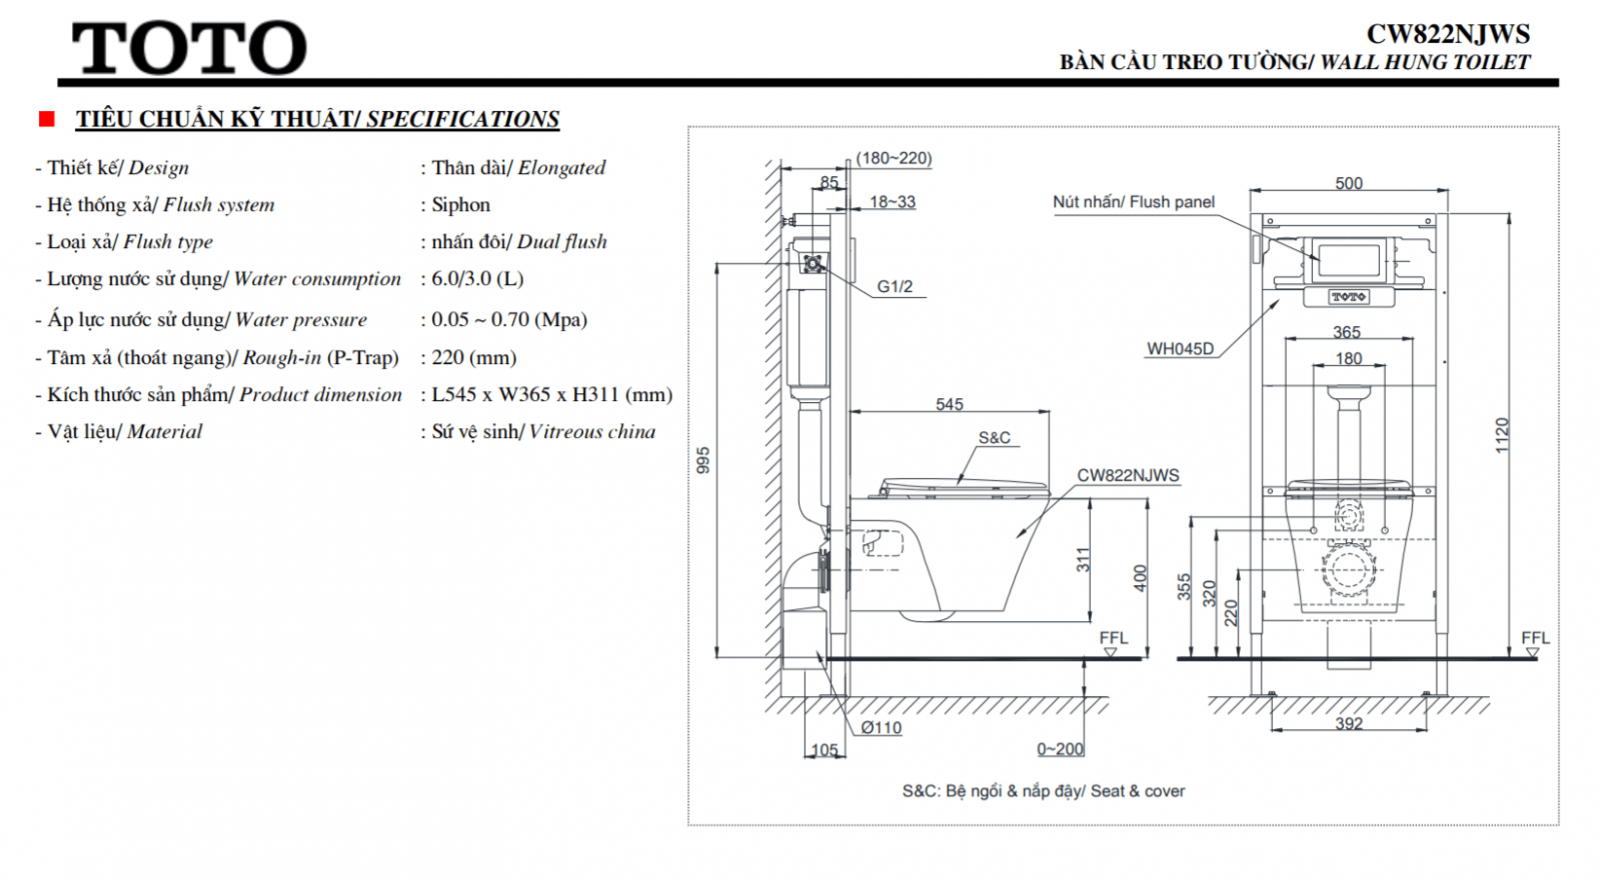 TOTO
CW822NJWS
BÀN CẦU TREO TƯỜNG/ WALL HUNG TOILET
TIÊU CHUẨN KỸ THUẬT/ SPECIFICATIONS
- Thiết kế/ Design : Thân dài/ Elongated
- Hệ thống xả/ Flush system : Siphon
- Loại xả/ Flush type : nhấn đôi/ Dual flush
- Lượng nước sử dụng/ Water consumption : 6.0/3.0 (L)
- Áp lực nước sử dụng/ Water pressure : 0.05 ~ 0.70 (Mpa)
- Tâm xả (thoát ngang)/ Rough-in (P-Trap) : 220 (mm)
- Kích thước sản phẩm/ Product dimension : L545 x W365 x H311 (mm)
- Vật liệu/ Material : Sứ vệ sinh/ Vitreous china
(180~220)
85
18~33
G1/2
995
545
S&C
CW822NJWS
311
400
FFL
Ø110
105
0~200
Nút nhấn/ Flush panel
500
TOTO
WH045D
365
180
1120
355
320
220
FFL
392
S&C: Bệ ngồi & nắp đậy/ Seat & cover